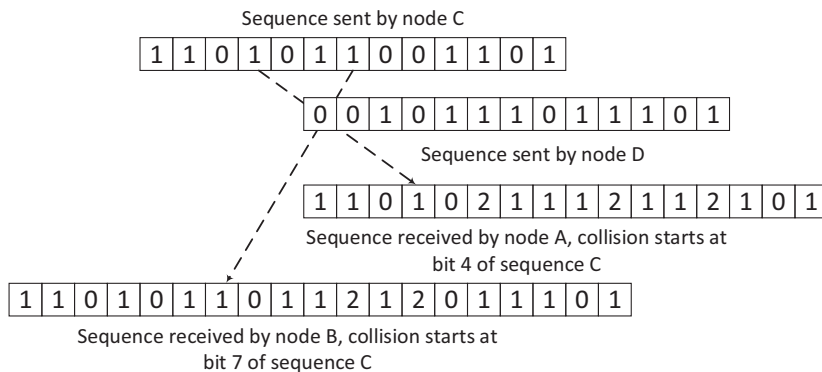 Sequence sent by node C
1 1 0 1 0 1 1 0 0 1 1 0 1
0 0 1 0 1 1 1 0 1 1 1 0 1
Sequence sent by node D
1 1 0 1 0 2 1 1 1 2 1 1 2 1 0 1
Sequence received by node A, collision starts at
bit 4 of sequence C
1 1 0 1 0 1 1 0 1 1 2 1 2 0 1 1 1 0 1
Sequence received by node B, collision starts at
bit 7 of sequence C